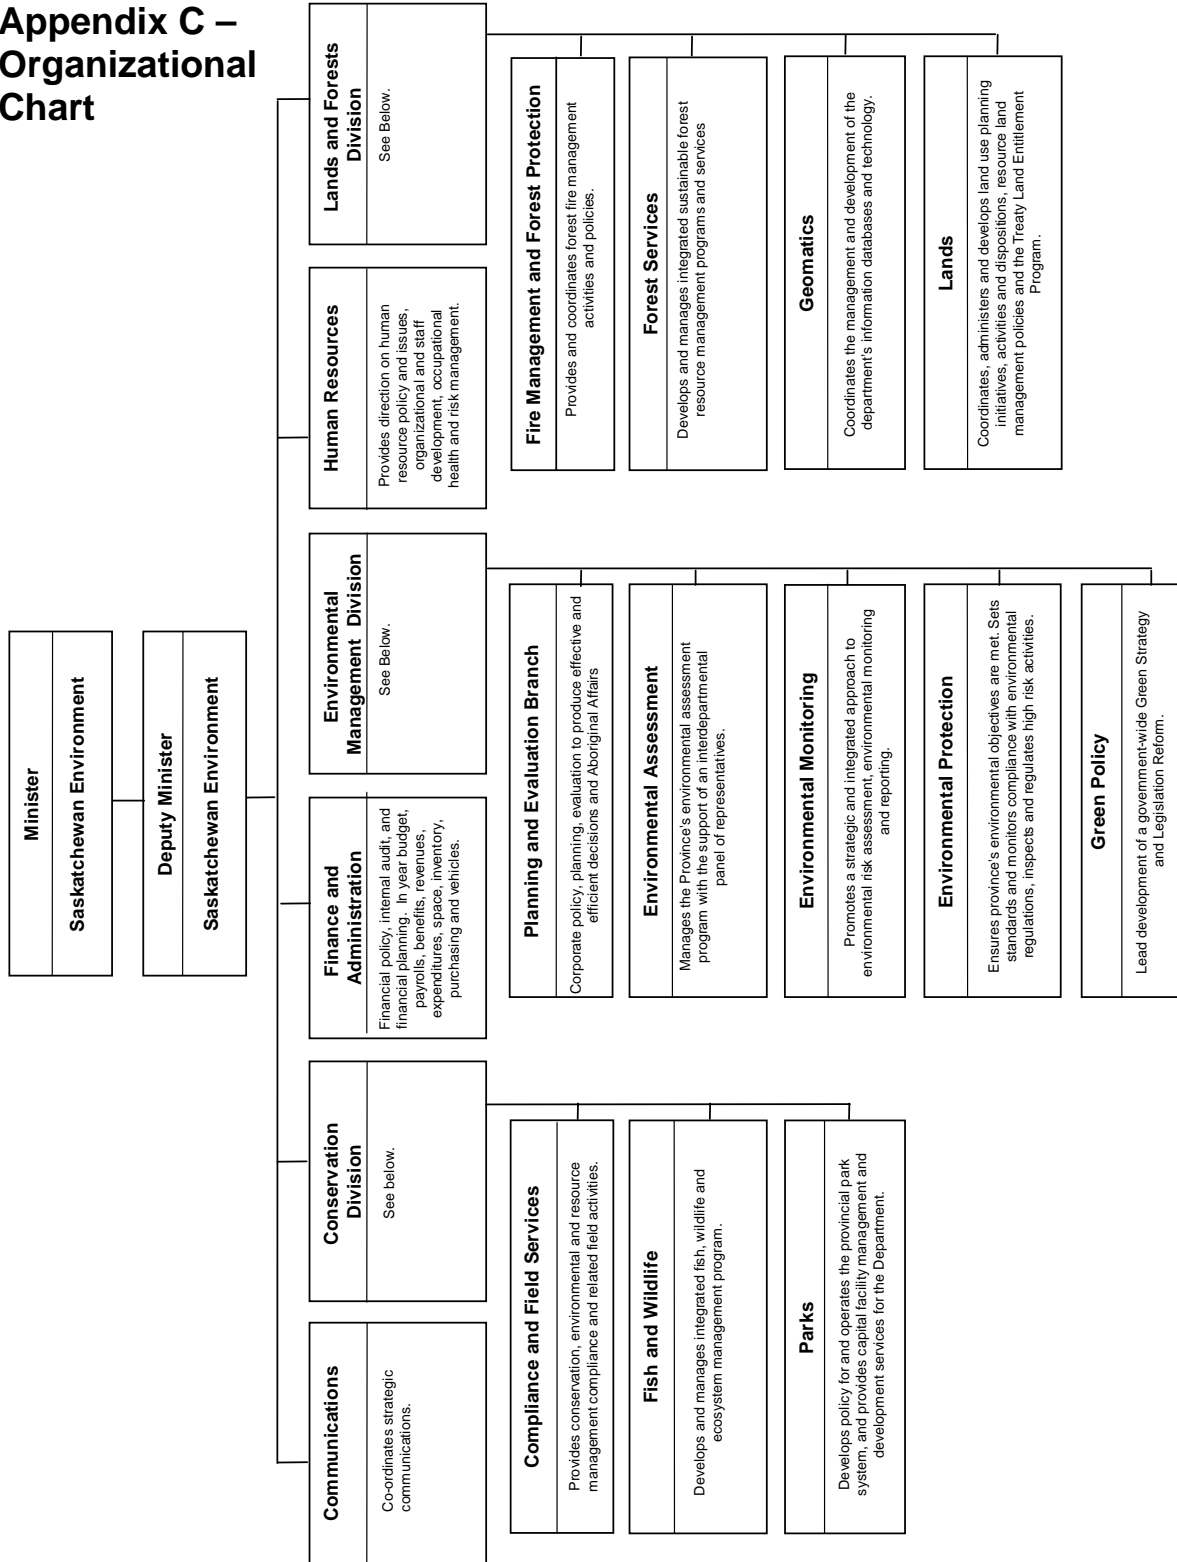 Appendix C –
Organizational
Chart
Minister
Saskatchewan Environment
Deputy Minister
Saskatchewan Environment
Communications
Co-ordinates strategic
communications.
Conservation
Division
See below.
Finance and
Administration
Financial policy, internal audit, and
financial planning. In year budget,
payrolls, benefits, revenues,
expenditures, space, inventory,
purchasing and vehicles.
Environmental
Management Division
See Below.
Human Resources
Provides direction on human
resource policy and issues,
organizational and staff
development, occupational
health and risk management.
Lands and Forests
Division
See Below.
Compliance and Field Services
Provides conservation, environmental and resource
management compliance and related field activities.
Fish and Wildlife
Develops and manages integrated fish, wildlife and
ecosystem management program.
Parks
Develops policy for and operates the provincial park
system, and provides capital facility management and
development services for the Department.
Planning and Evaluation Branch
Corporate policy, planning, evaluation to produce effective and
efficient decisions and Aboriginal Affairs
Environmental Assessment
Manages the Province's environmental assessment
program with the support of an interdepartmental
panel of representatives.
Environmental Monitoring
Promotes a strategic and integrated approach to
environmental risk assessment, environmental monitoring
and reporting.
Environmental Protection
Ensures province's environmental objectives are met. Sets
standards and monitors compliance with environmental
regulations, inspects and regulates high risk activities.
Green Policy
Lead development of a government-wide Green Strategy
and Legislation Reform.
Fire Management and Forest Protection
Provides and coordinates forest fire management
activities and policies.
Forest Services
Develops and manages integrated sustainable forest
resource management programs and services
Geomatics
Coordinates the management and development of the
department's information databases and technology.
Lands
Coordinates, administers and develops land use planning
initiatives, activities and dispositions, resource land
management policies and the Treaty Land Entitlement
Program.